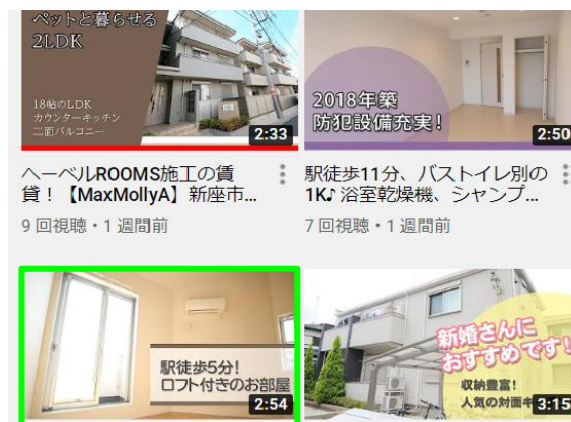 ペットと暮らせる
2LDK
18帖のLDK
カウンターキッチン
二面バルコニー
2:33
2018年築
防犯設備充実！
2:50
ヘーベルROOMS施工の賃
貸！【MaxMollyA】新座市...
9 回視聴・1 週間前
駅徒歩11分、バストイレ別の
1K♪ 浴室乾燥機、シャンプ...
7 回視聴・1 週間前
駅徒歩5分！
ロフト付きのお部屋
2:54
新婚さんに
おすすめです！
収納豊富！
人気の対面キ
3:15